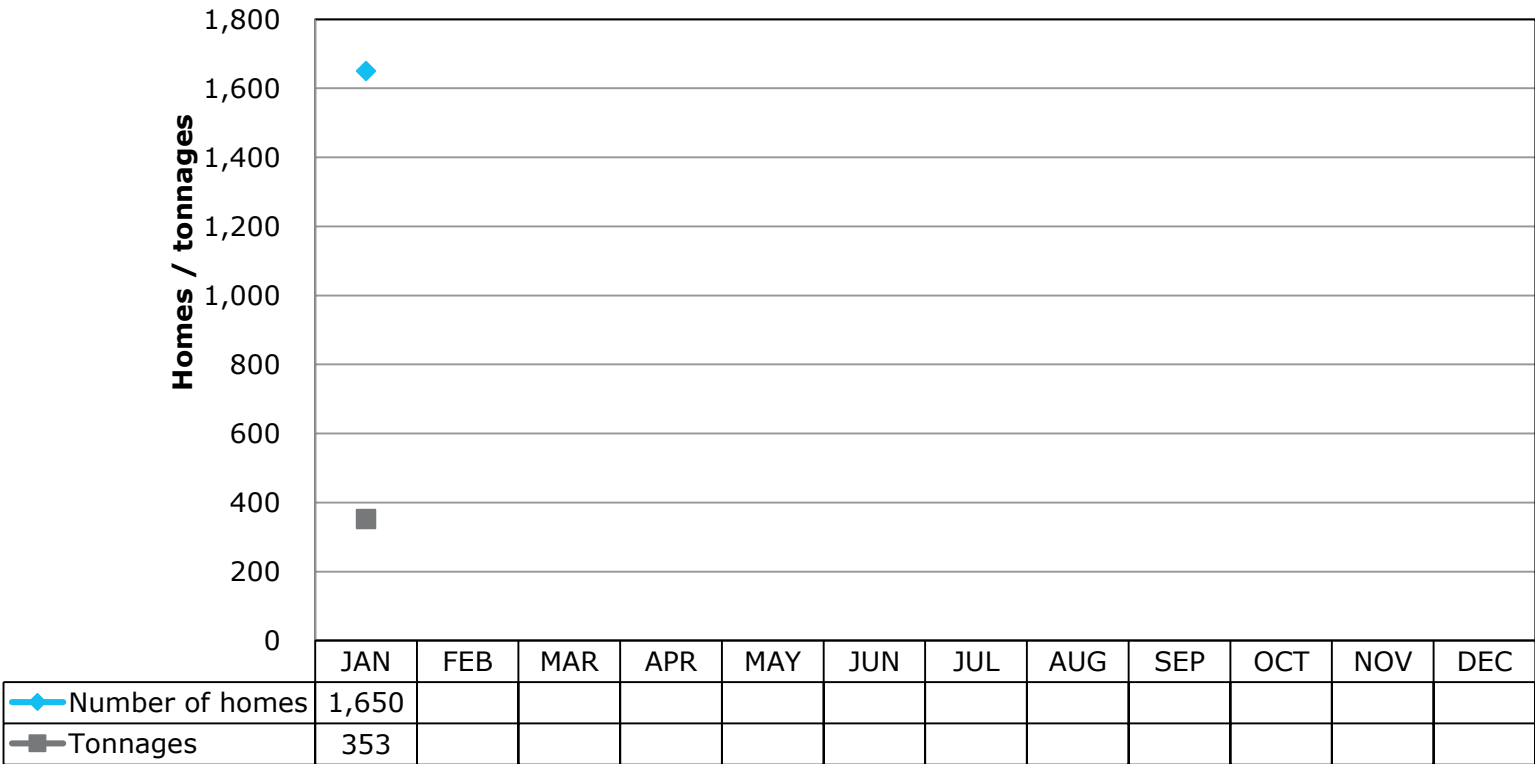 1,800
1,600
1,400
1,200
1,000
800
600
400
200
0
Homes / tonnages
JAN FEB MAR APR MAY JUN JUL AUG SEP OCT NOV DEC
Number of homes 1,650
Tonnages 353